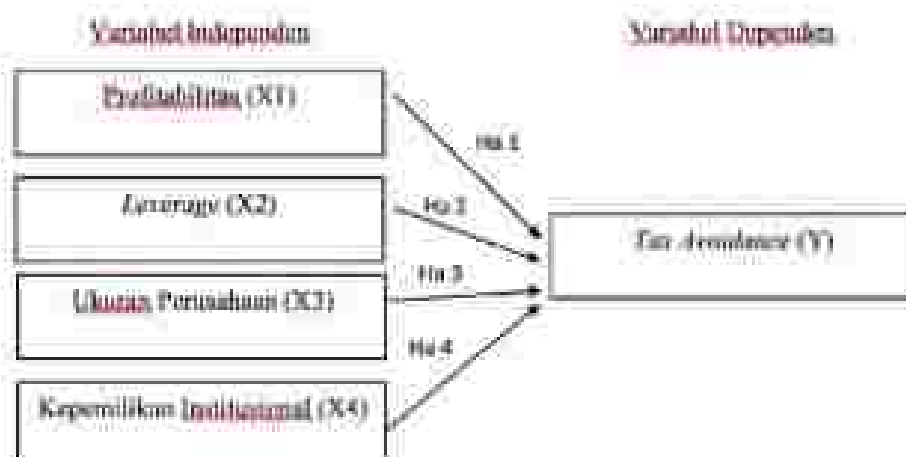 Variabel Independen
Variabel Dependen
Profitabilitas (X1)
Ha 1
Leverage (X2)
Ha 2
Tax Avoidance (Y)
Ha 3
Ukuran Perusahaan (X3)
Ha 4
Kepemilikan Institusional (X4)